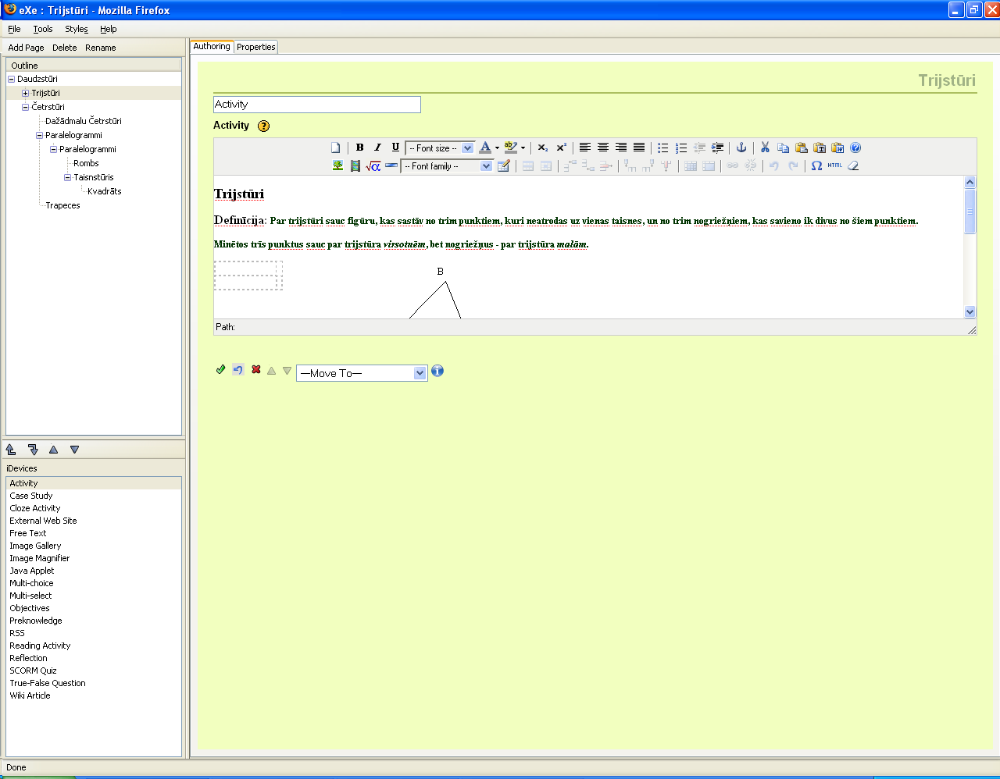 eXe : Trijstūri - Mozilla Firefox
File Tools Styles Help
Add Page Delete Rename
Outline
Daudzstūri
Trijstūri
Četrstūri
Dažādmalu Četrstūri
Paralelogrammi
Paralelogrammi
Rombs
Taisnstūris
Kvadrāts
Trapeces
iDevices
Activity
Case Study
Cloze Activity
External Web Site
Free Text
Image Gallery
Image Magnifier
Java Applet
Multi-choice
Multi-select
Objectives
Preknowledge
RSS
Reading Activity
Reflection
SCORM Quiz
True-False Question
Wiki Article
Authoring Properties
Trijstūri
Activity
Activity ?
B I U -- Font size -- A ab x₂ x²
√α -- Font family -- Ω HTML
Trijstūri
Definīcija: Par trijstūri sauc figūru, kas sastāv no trim punktiem, kuri neatrodas uz vienas taisnes, un no trim nogriežņiem, kas savieno ik divus no šiem punktiem.
Minētos trīs punktus sauc par trijstūra virsotnēm, bet nogriežņus - par trijstūra malām.
B
Path:
—Move To—
Done